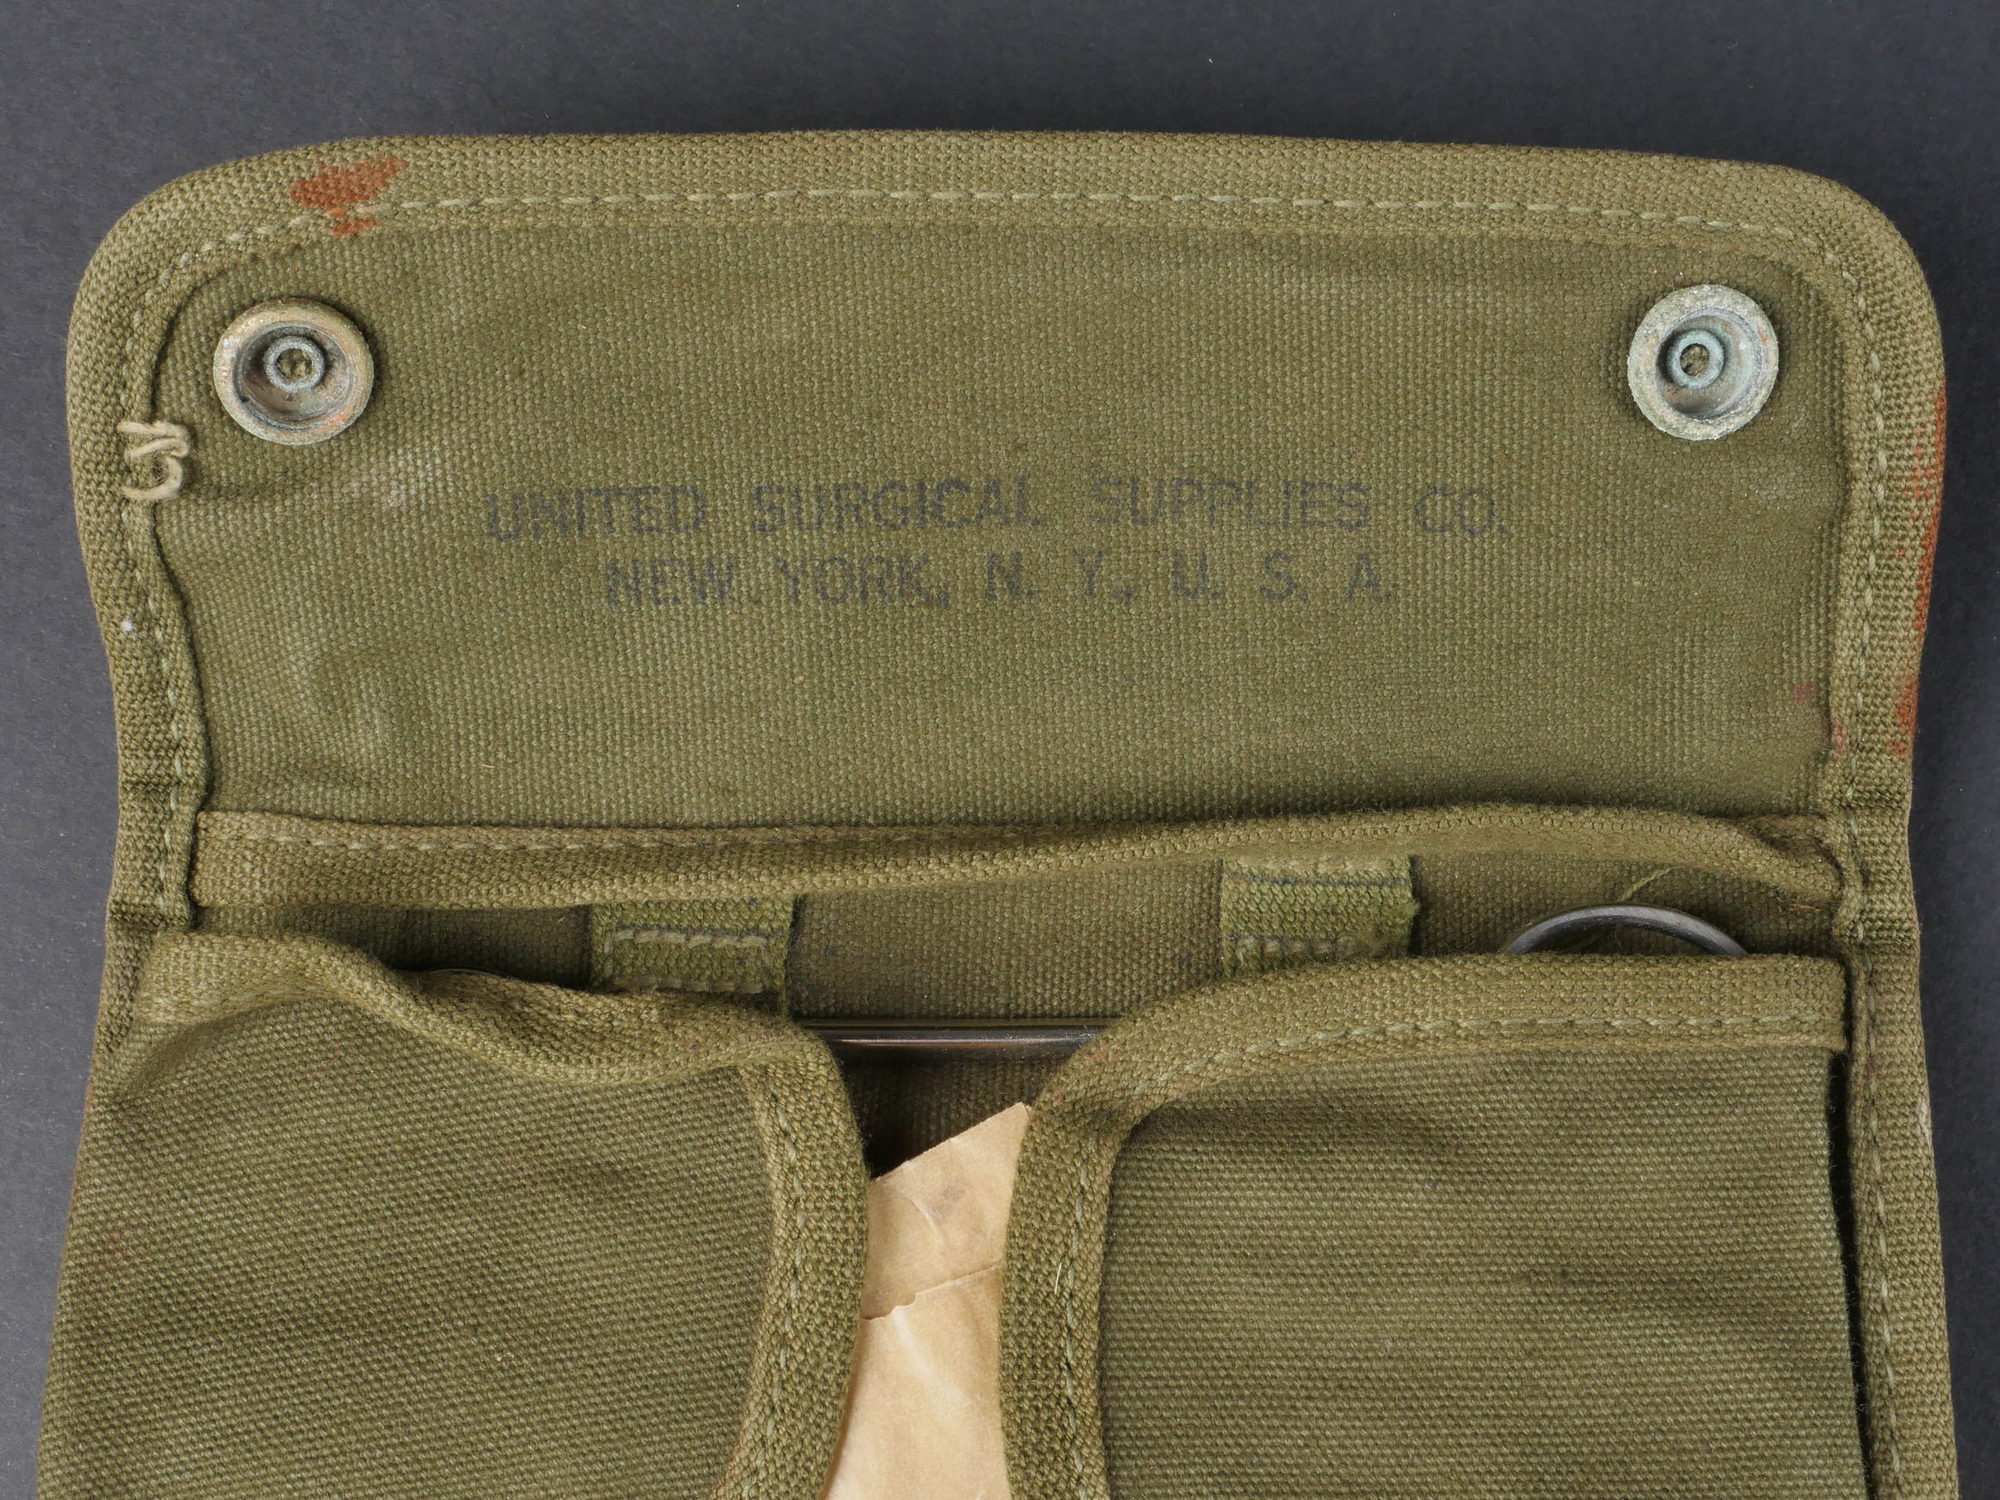 UNITED SURGICAL SUPPLIES CO.
NEW YORK, N. Y., U. S. A.